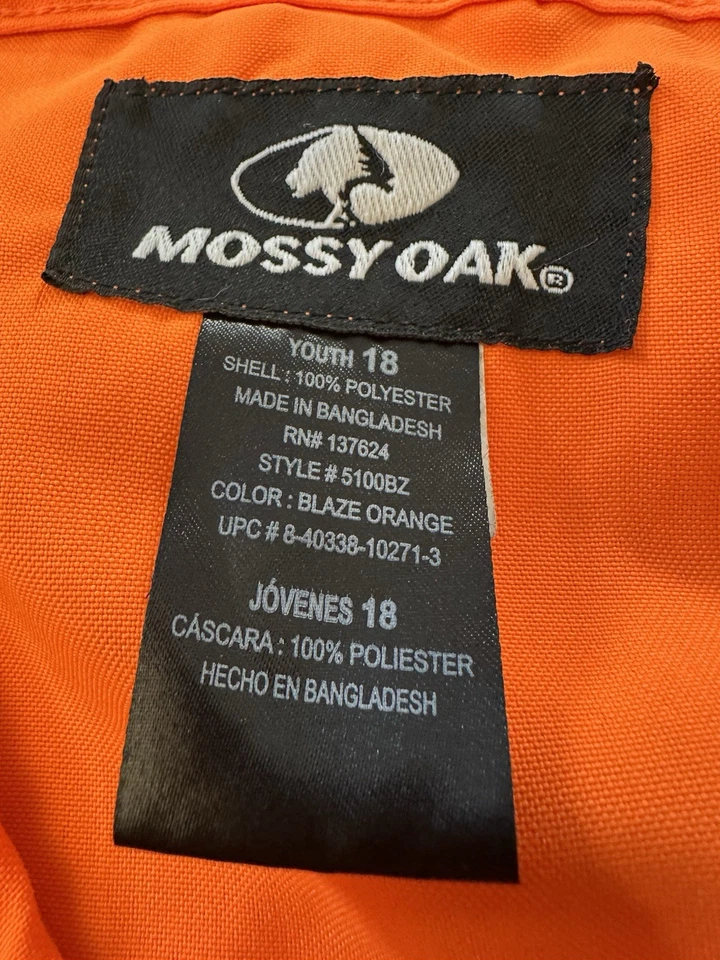 MOSSY OAK®
YOUTH 18
SHELL : 100% POLYESTER
MADE IN BANGLADESH
RN# 137624
STYLE # 5100BZ
COLOR : BLAZE ORANGE
UPC # 8-40338-10271-3
JÓVENES 18
CÁSCARA : 100% POLIESTER
HECHO EN BANGLADESH